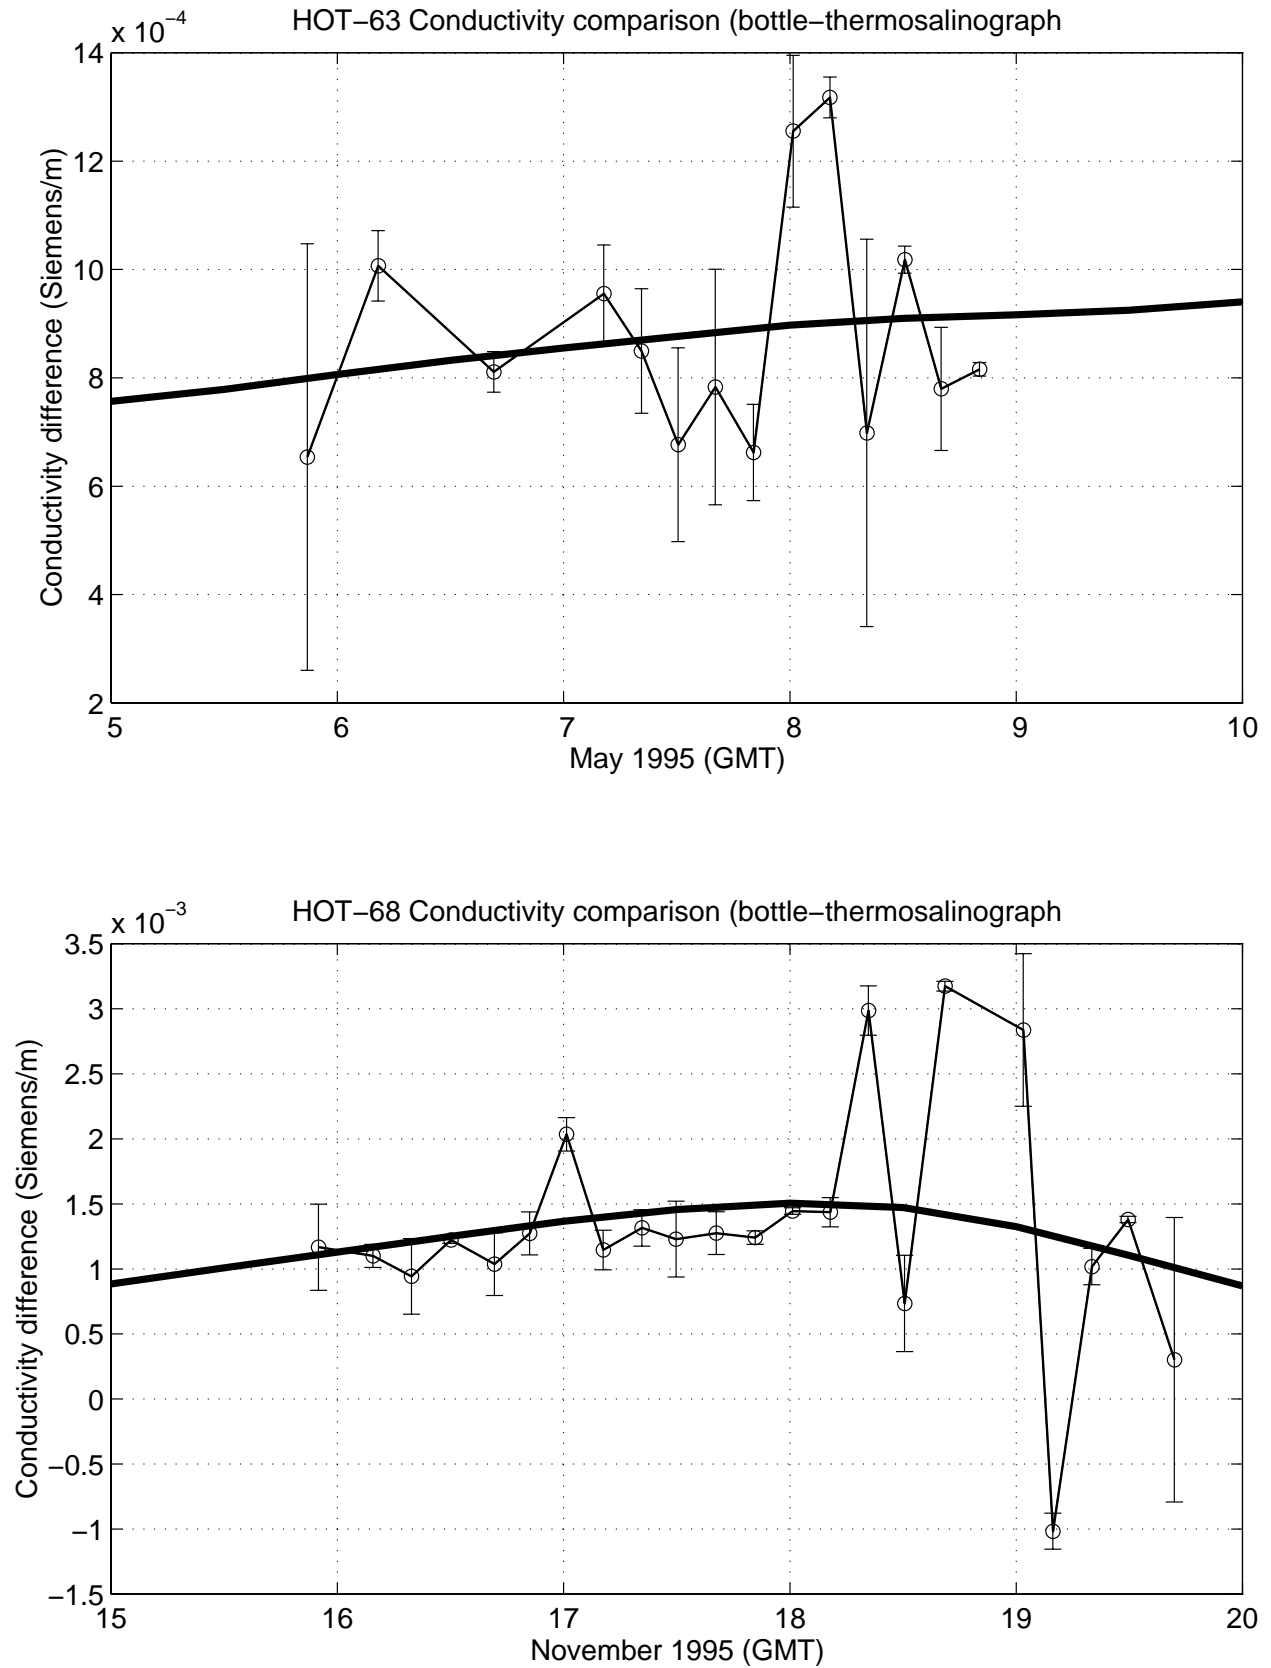 HOT−63 Conductivity comparison (bottle−thermosalinograph
x 10−4
14
12
10
8
6
4
2
Conductivity difference (Siemens/m)
5 6 7 8 9 10
May 1995 (GMT)
HOT−68 Conductivity comparison (bottle−thermosalinograph
x 10−3
3.5
3
2.5
2
1.5
1
0.5
0
−0.5
−1
−1.5
Conductivity difference (Siemens/m)
15 16 17 18 19 20
November 1995 (GMT)